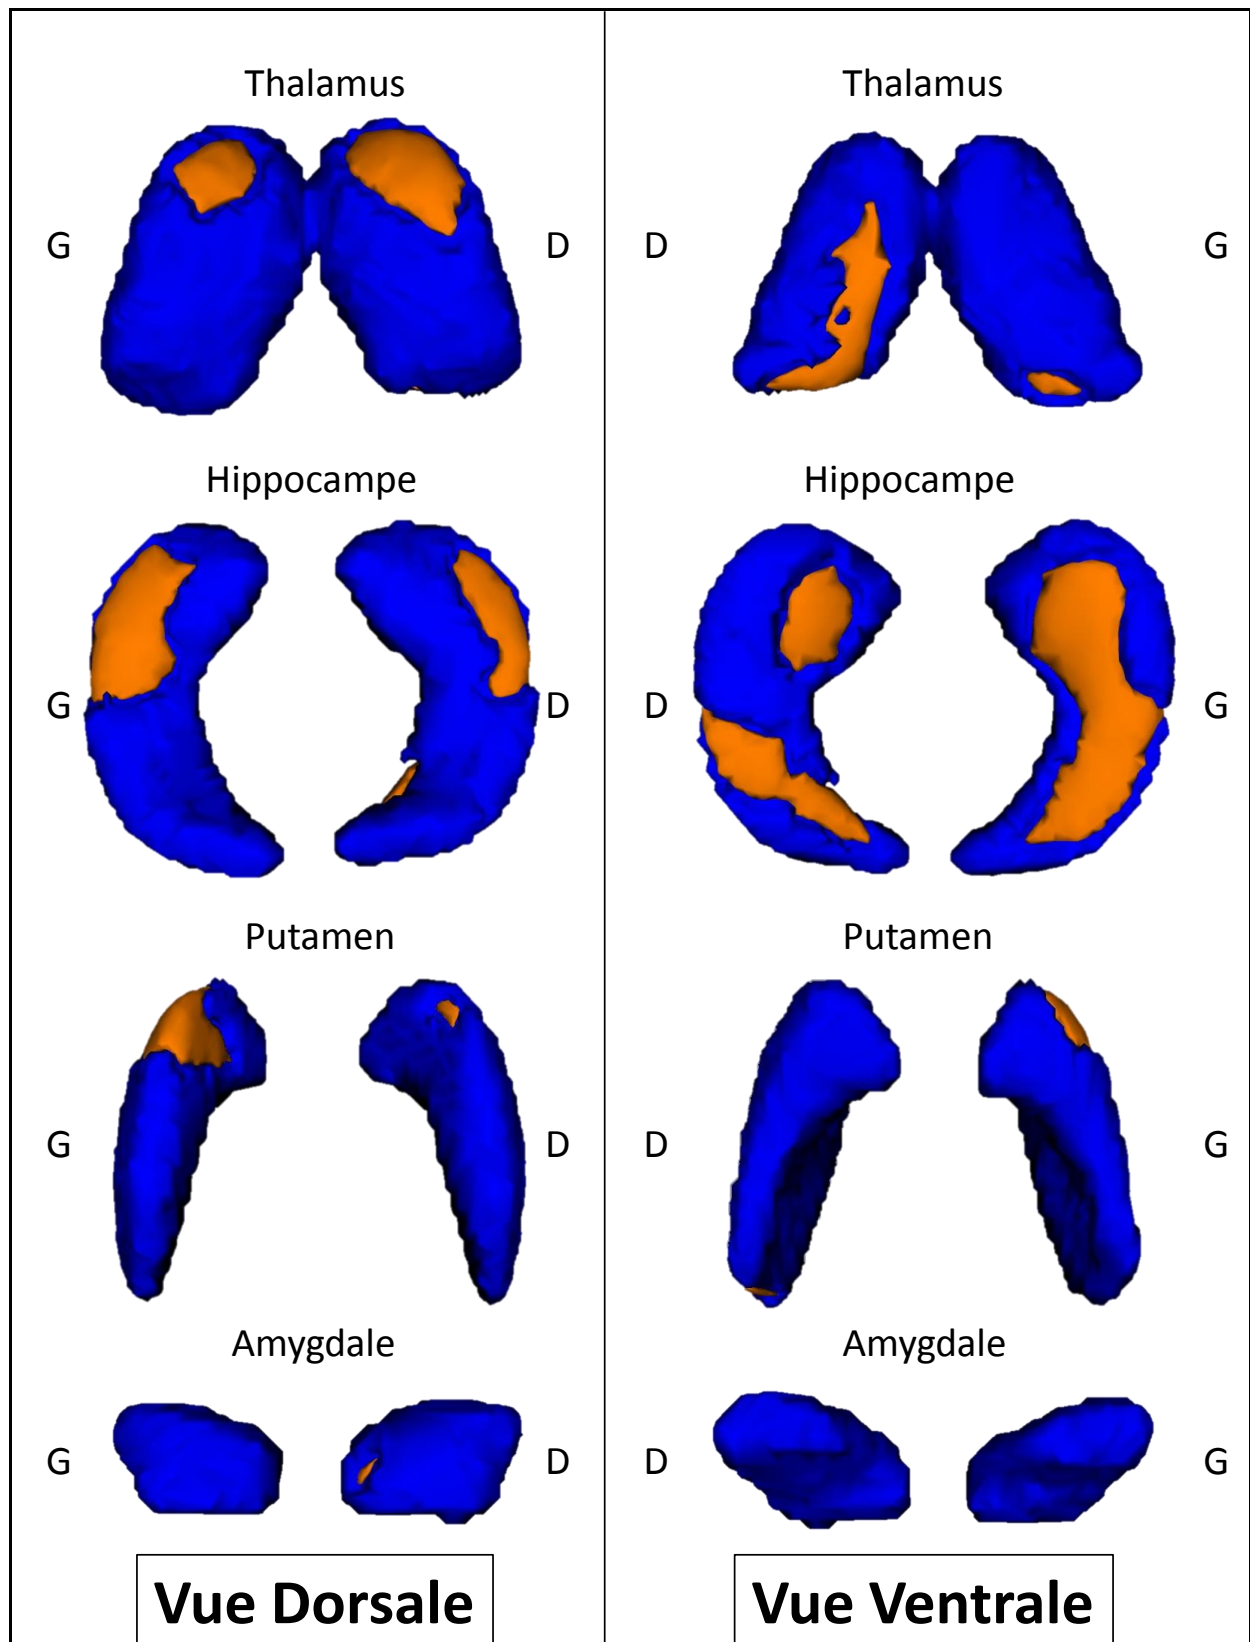 Thalamus
G
D
Hippocampe
G
D
Putamen
G
D
Amygdale
G
D
Vue Dorsale
Thalamus
D
G
Hippocampe
D
G
Putamen
D
G
Amygdale
D
G
Vue Ventrale